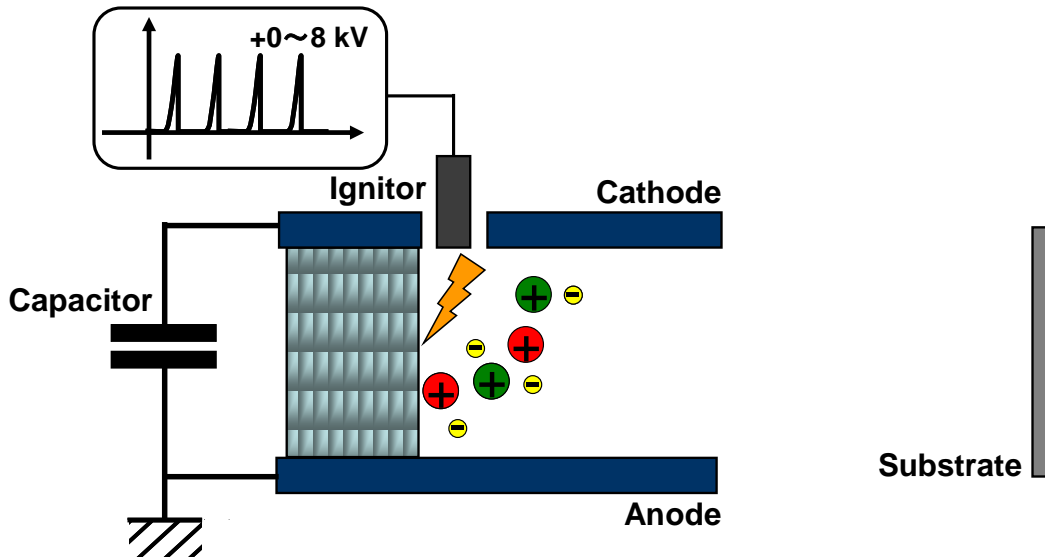 +0～8 kV
Ignitor
Cathode
Capacitor
Substrate
Anode